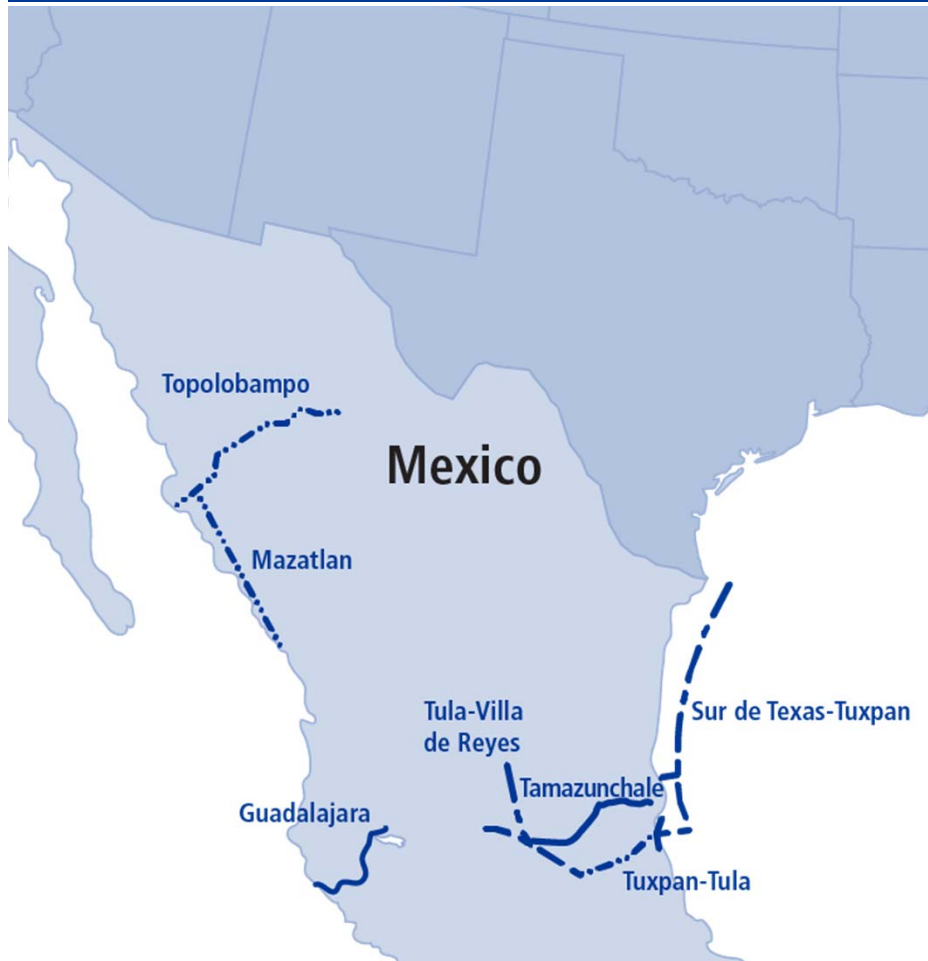 Topolobampo
Mexico
Mazatlan
Sur de Texas-Tuxpan
Tula-Villa
de Reyes
Tamazunchale
Guadalajara
Tuxpan-Tula